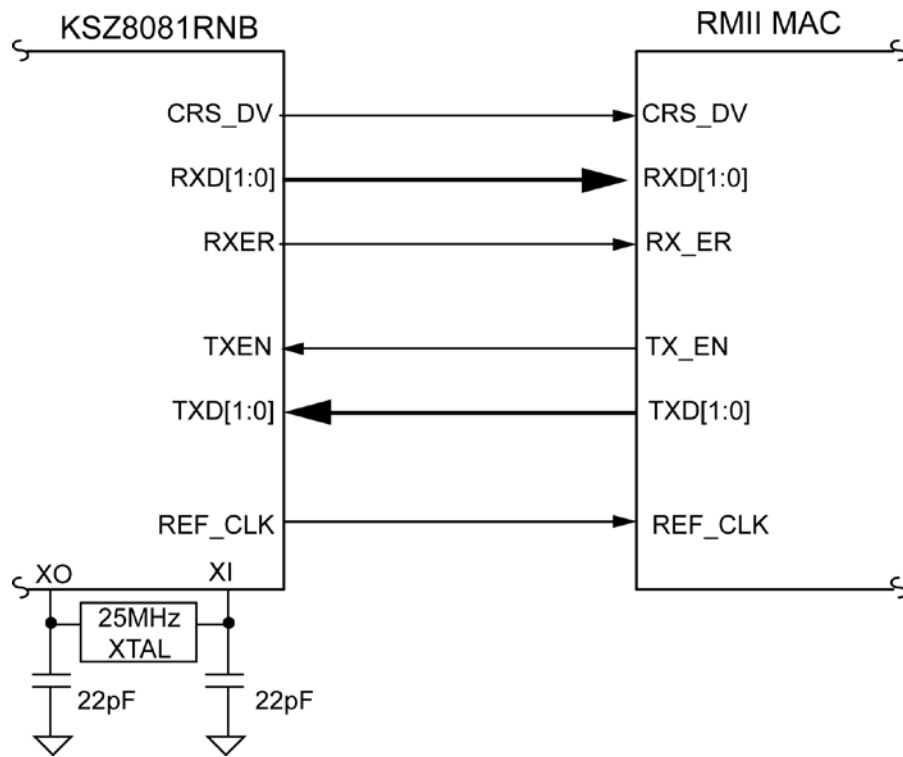 KSZ8081RNB
RMII MAC
CRS_DV
CRS_DV
RXD[1:0]
RXD[1:0]
RXER
RX_ER
TXEN
TX_EN
TXD[1:0]
TXD[1:0]
REF_CLK
REF_CLK
XO
XI
25MHz
XTAL
22pF
22pF